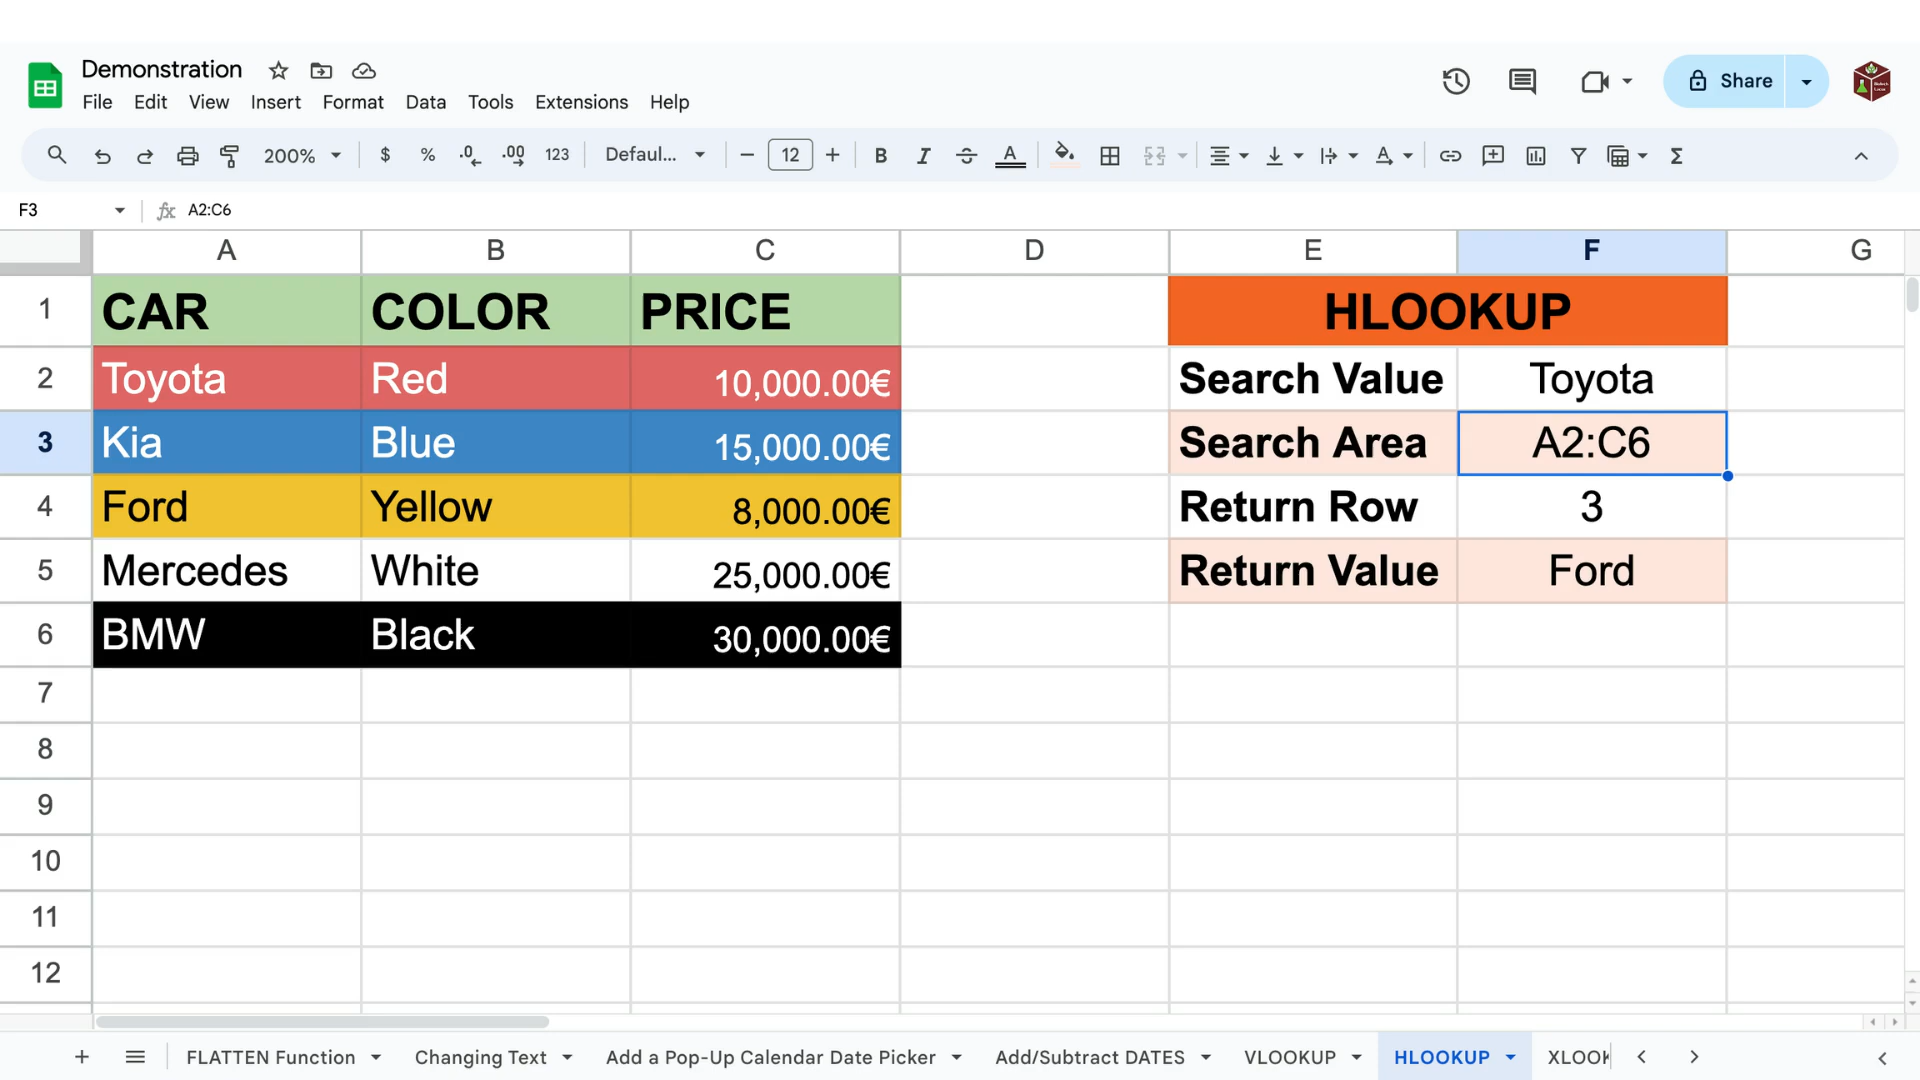 Demonstration
File Edit View Insert Format Data Tools Extensions Help
Share
200% $ % .0 .00 123 Defaul... − 12 + B I A Σ
F3 fx A2:C6
A B C D E F G
1 CAR COLOR PRICE HLOOKUP
2 Toyota Red 10,000.00€ Search Value Toyota
3 Kia Blue 15,000.00€ Search Area A2:C6
4 Ford Yellow 8,000.00€ Return Row 3
5 Mercedes White 25,000.00€ Return Value Ford
6 BMW Black 30,000.00€
7
8
9
10
11
12
+ FLATTEN Function Changing Text Add a Pop-Up Calendar Date Picker Add/Subtract DATES VLOOKUP HLOOKUP XLOOK